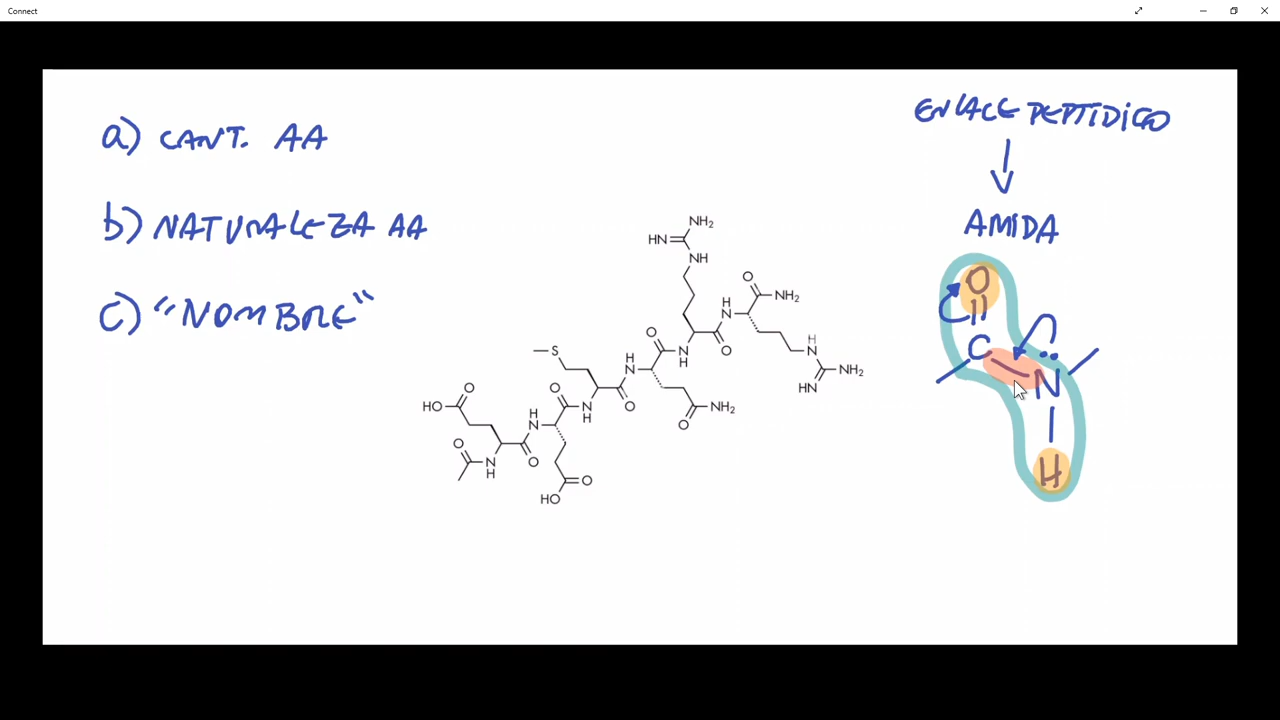 Connect
a) CANT. AA
b) NATURALEZA AA
c) "NOMBRE"
ENLACE PEPTIDICO
AMIDA
O
C
N
H
NH₂
HN
NH
O
NH₂
H
N
O
S
O
N
H
O
H
N
H
N
NH₂
HN
O
HO
O
H
N
O
N
H
O
NH₂
O
O
N
H
O
HO
O